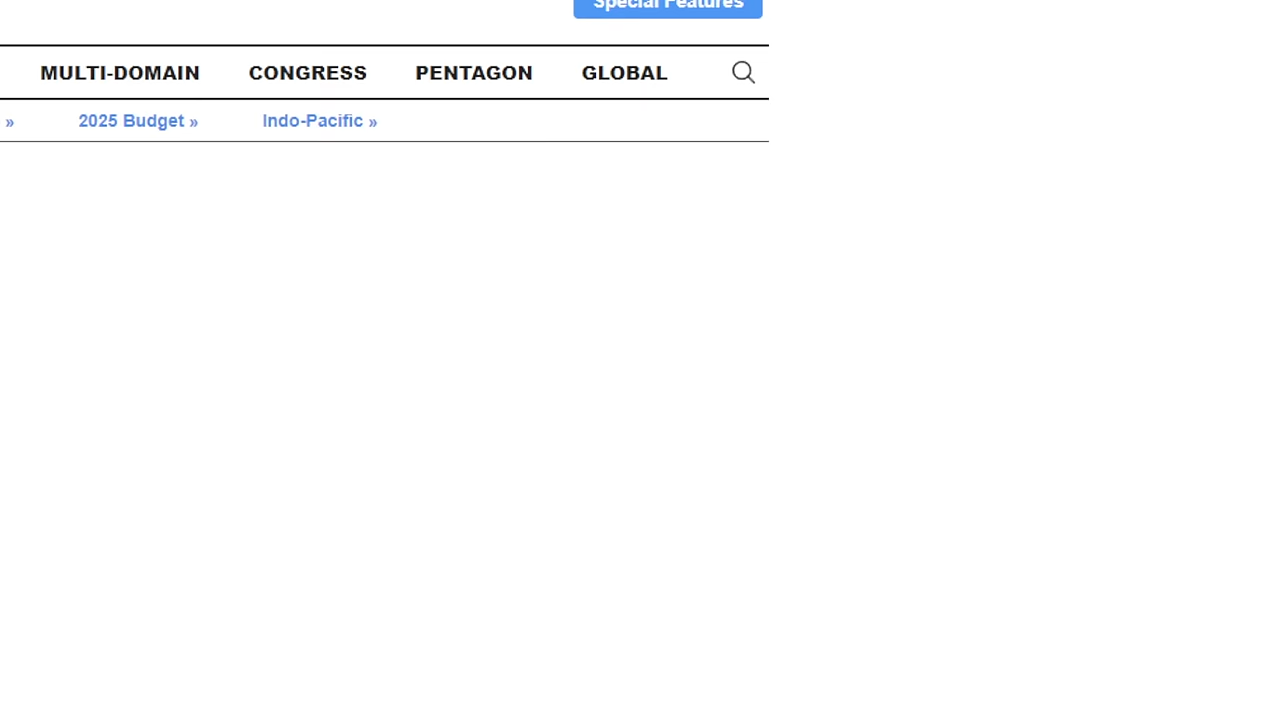 Special Features
MULTI-DOMAIN CONGRESS PENTAGON GLOBAL
» 2025 Budget » Indo-Pacific »